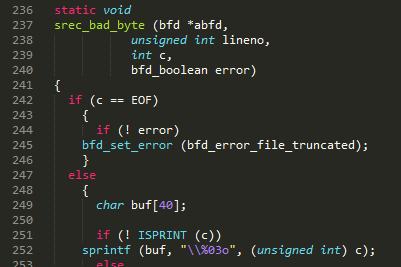 236 static void
237 srec_bad_byte (bfd *abfd,
238 unsigned int lineno,
239 int c,
240 bfd_boolean error)
241 {
242 if (c == EOF)
243 {
244 if (! error)
245 bfd_set_error (bfd_error_file_truncated);
246 }
247 else
248 {
249 char buf[40];
250
251 if (! ISPRINT (c))
252 sprintf (buf, "\\%03o", (unsigned int) c);
253 else